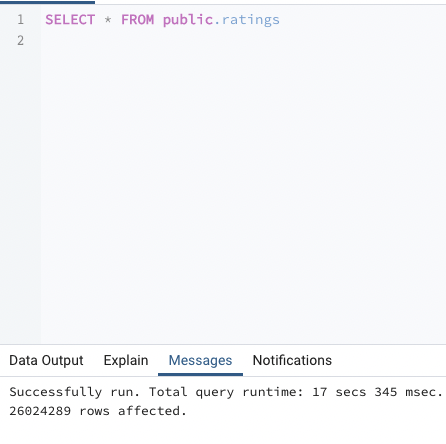 1 SELECT * FROM public.ratings
2
Data Output Explain Messages Notifications
Successfully run. Total query runtime: 17 secs 345 msec.
26024289 rows affected.